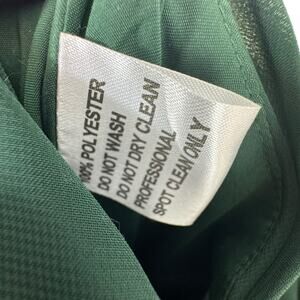 100% POLYESTER
DO NOT WASH
DO NOT DRY CLEAN
PROFESSIONAL
SPOT CLEAN ONLY